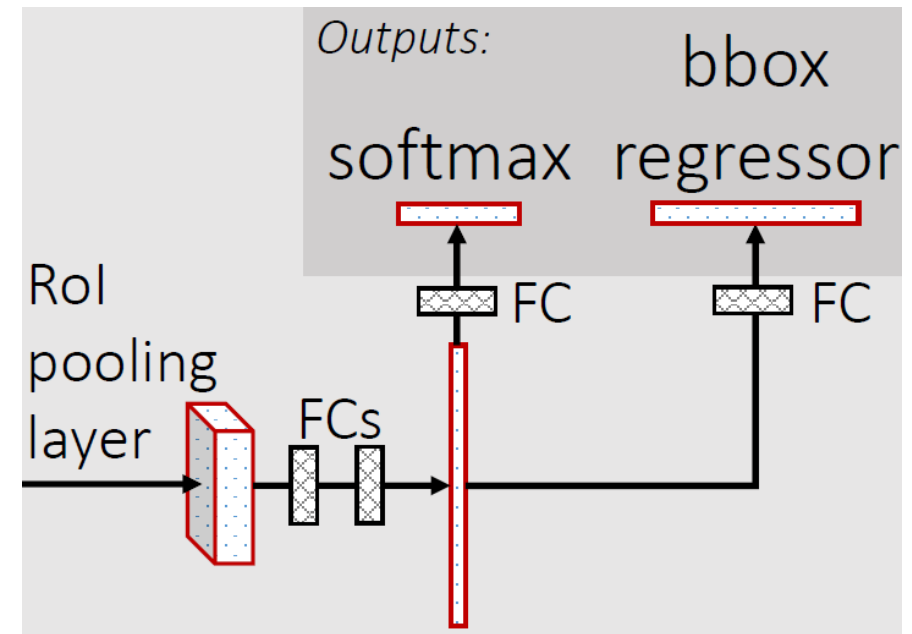 Outputs:
softmax
bbox
regressor
RoI
pooling
layer
FCs
FC
FC